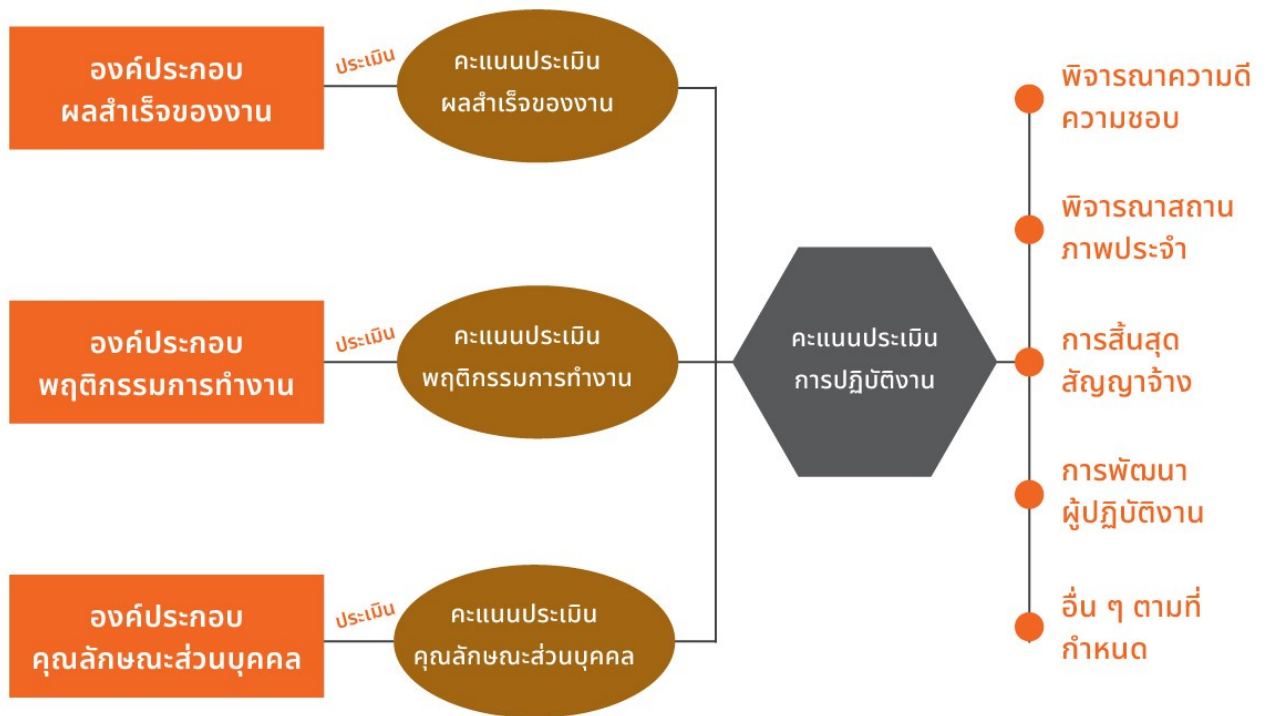 องค์ประกอบ
ผลสำเร็จของงาน
ประเมิน
คะแนนประเมิน
ผลสำเร็จของงาน
องค์ประกอบ
พฤติกรรมการทำงาน
ประเมิน
คะแนนประเมิน
พฤติกรรมการทำงาน
องค์ประกอบ
คุณลักษณะส่วนบุคคล
ประเมิน
คะแนนประเมิน
คุณลักษณะส่วนบุคคล
คะแนนประเมิน
การปฏิบัติงาน
พิจารณาความดี
ความชอบ
พิจารณาสถาน
ภาพประจำ
การสิ้นสุด
สัญญาจ้าง
การพัฒนา
ผู้ปฏิบัติงาน
อื่น ๆ ตามที่
กำหนด